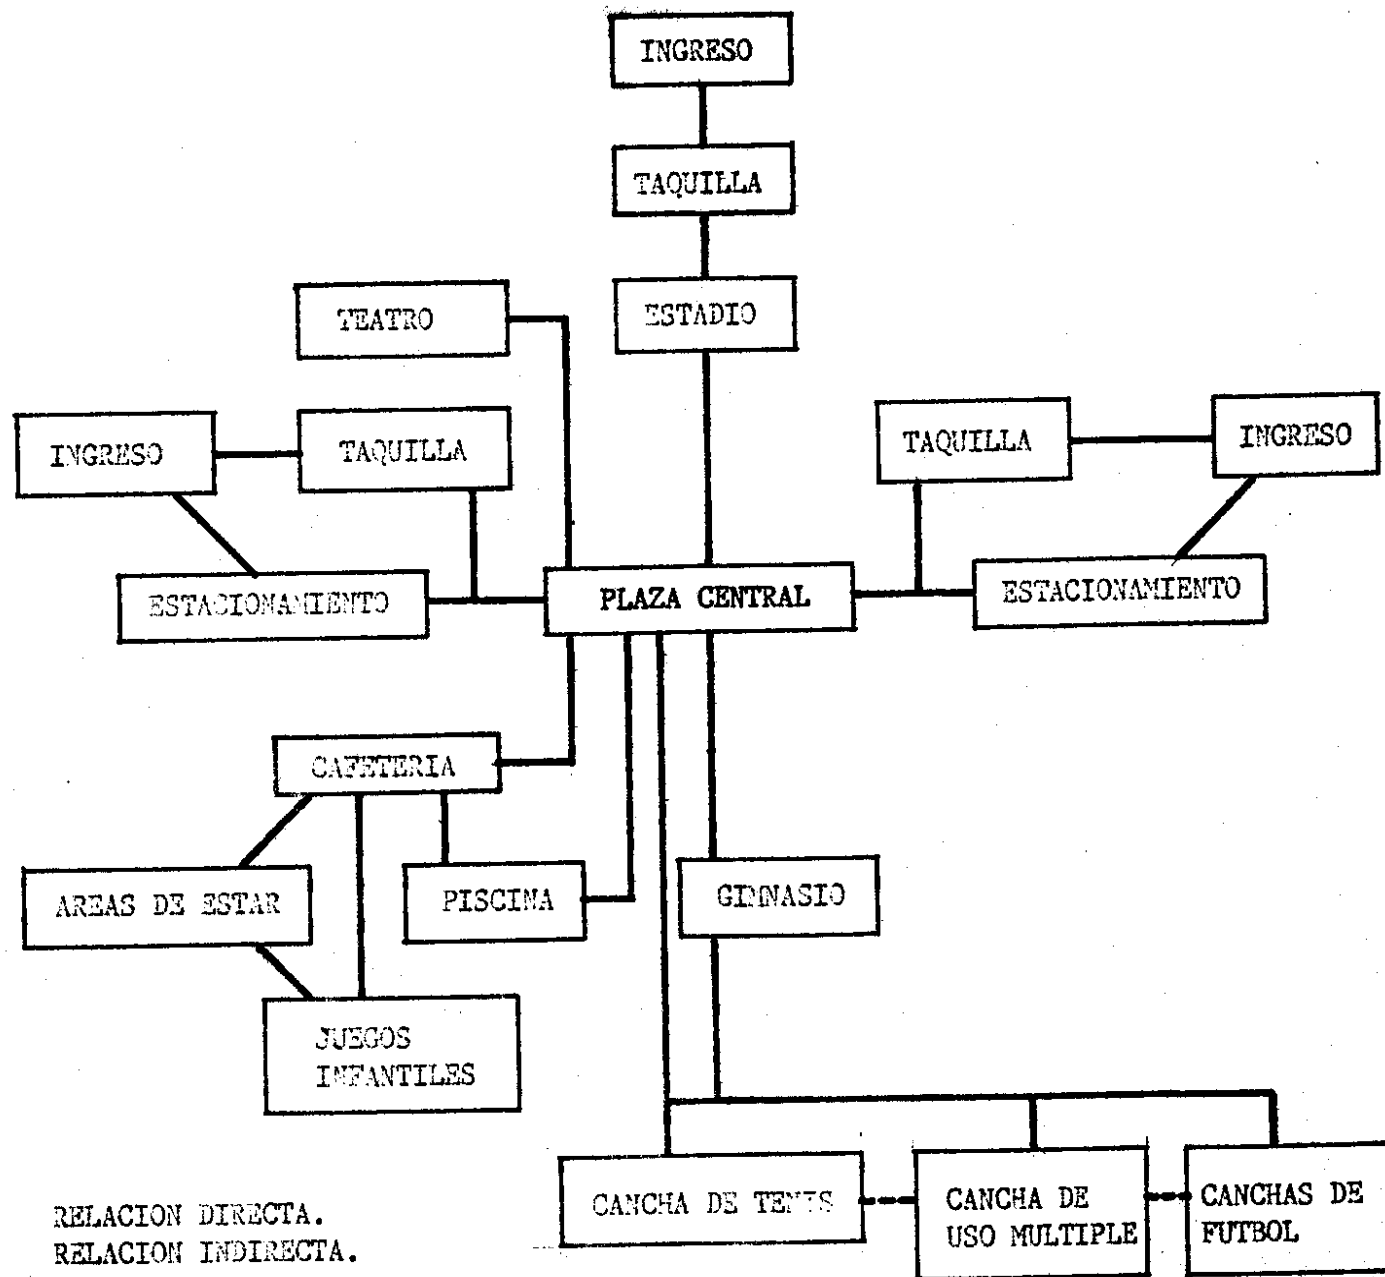 INGRESO
TAQUILLA
ESTADIO
TEATRO
INGRESO
TAQUILLA
TAQUILLA
INGRESO
ESTACIONAMIENTO
PLAZA CENTRAL
ESTACIONAMIENTO
CAFETERIA
AREAS DE ESTAR
PISCINA
GIMNASIO
JUEGOS
INFANTILES
CANCHA DE TENIS
CANCHA DE
USO MULTIPLE
CANCHAS DE
FUTBOL
RELACION DIRECTA.
RELACION INDIRECTA.